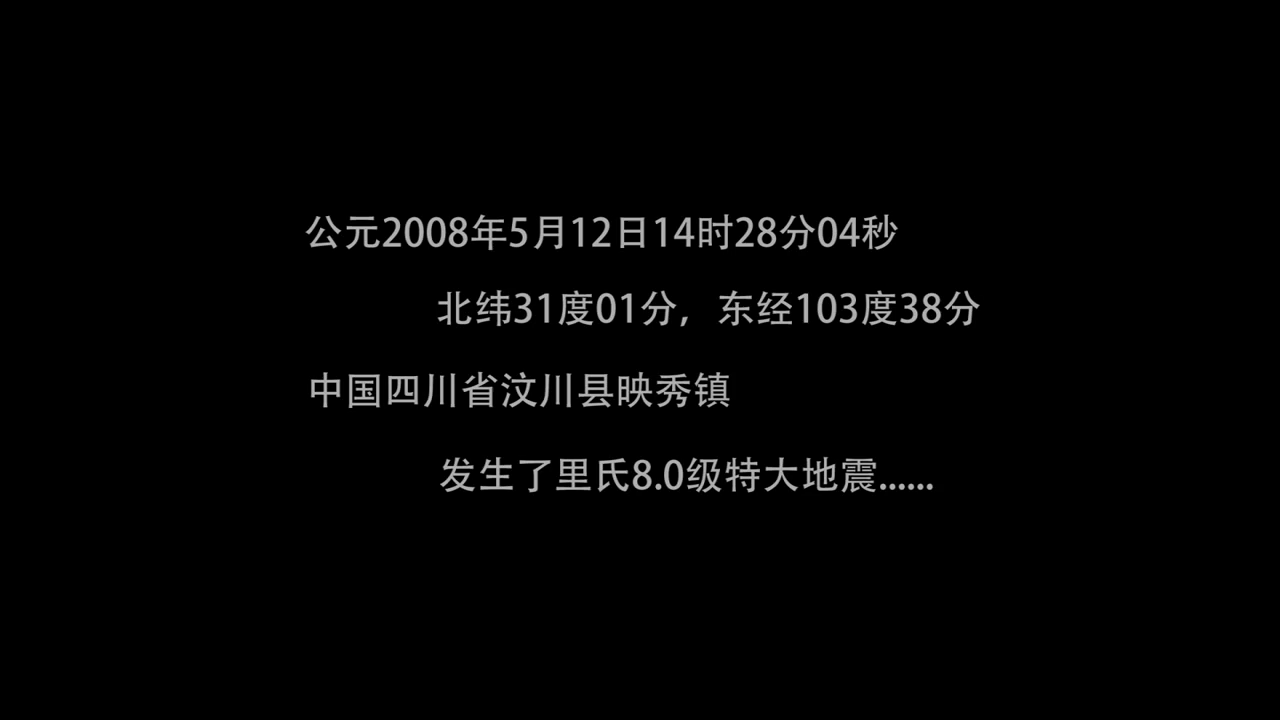 公元2008年5月12日14时28分04秒
北纬31度01分，东经103度38分
中国四川省汶川县映秀镇
发生了里氏8.0级特大地震......